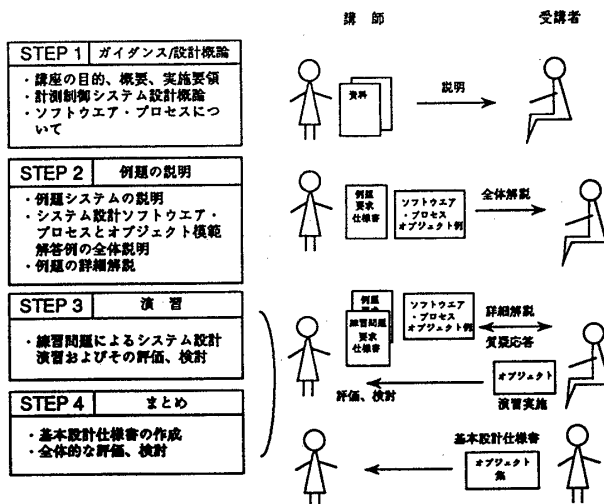 講 師
受講者
STEP 1 ガイダンス/設計概論
・講座の目的、概要、実施要領
・計測制御システム設計概論
・ソフトウエア・プロセスにつ
いて
資料
説明
STEP 2 例題の説明
・例題システムの説明
・システム設計ソフトウエア・
プロセスとオブジェクト模範
解答例の全体説明
・例題の詳細解説
例題
要求
仕様書
ソフトウエア
・プロセス
オブジェクト例
全体解説
STEP 3 演 習
・練習問題によるシステム設計
演習およびその評価、検討
例題
要求
練習問題
要求
仕様書
ソフトウエア
・プロセス
オブジェクト例
詳細解説
質疑応答
オブジェクト
評価、検討
演習実施
STEP 4 まとめ
・基本設計仕様書の作成
・全体的な評価、検討
基本設計仕様書
オブジェクト
集